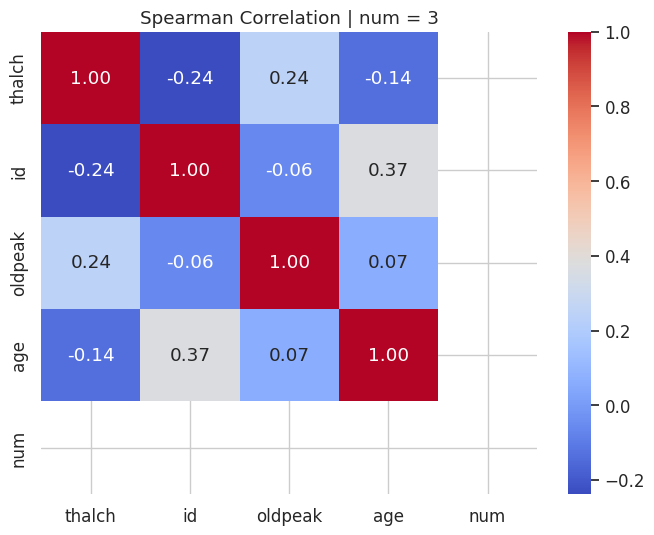 Spearman Correlation | num = 3
thalch 1.00 -0.24 0.24 -0.14
id -0.24 1.00 -0.06 0.37
oldpeak 0.24 -0.06 1.00 0.07
age -0.14 0.37 0.07 1.00
num
thalch id oldpeak age num
1.0
0.8
0.6
0.4
0.2
0.0
−0.2